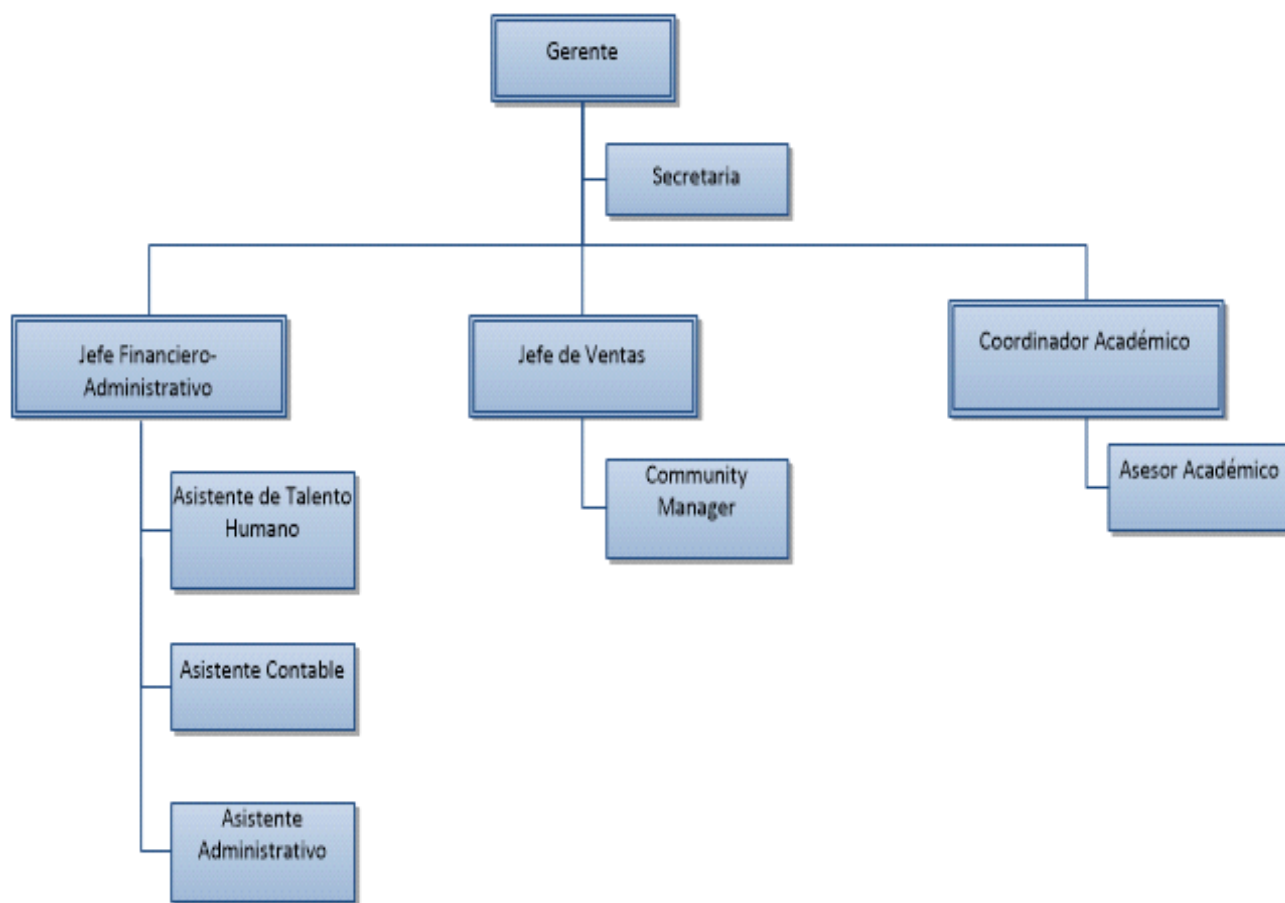 Gerente
Secretaria
Jefe Financiero-
Administrativo
Jefe de Ventas
Coordinador Académico
Asistente de Talento
Humano
Community
Manager
Asesor Académico
Asistente Contable
Asistente
Administrativo